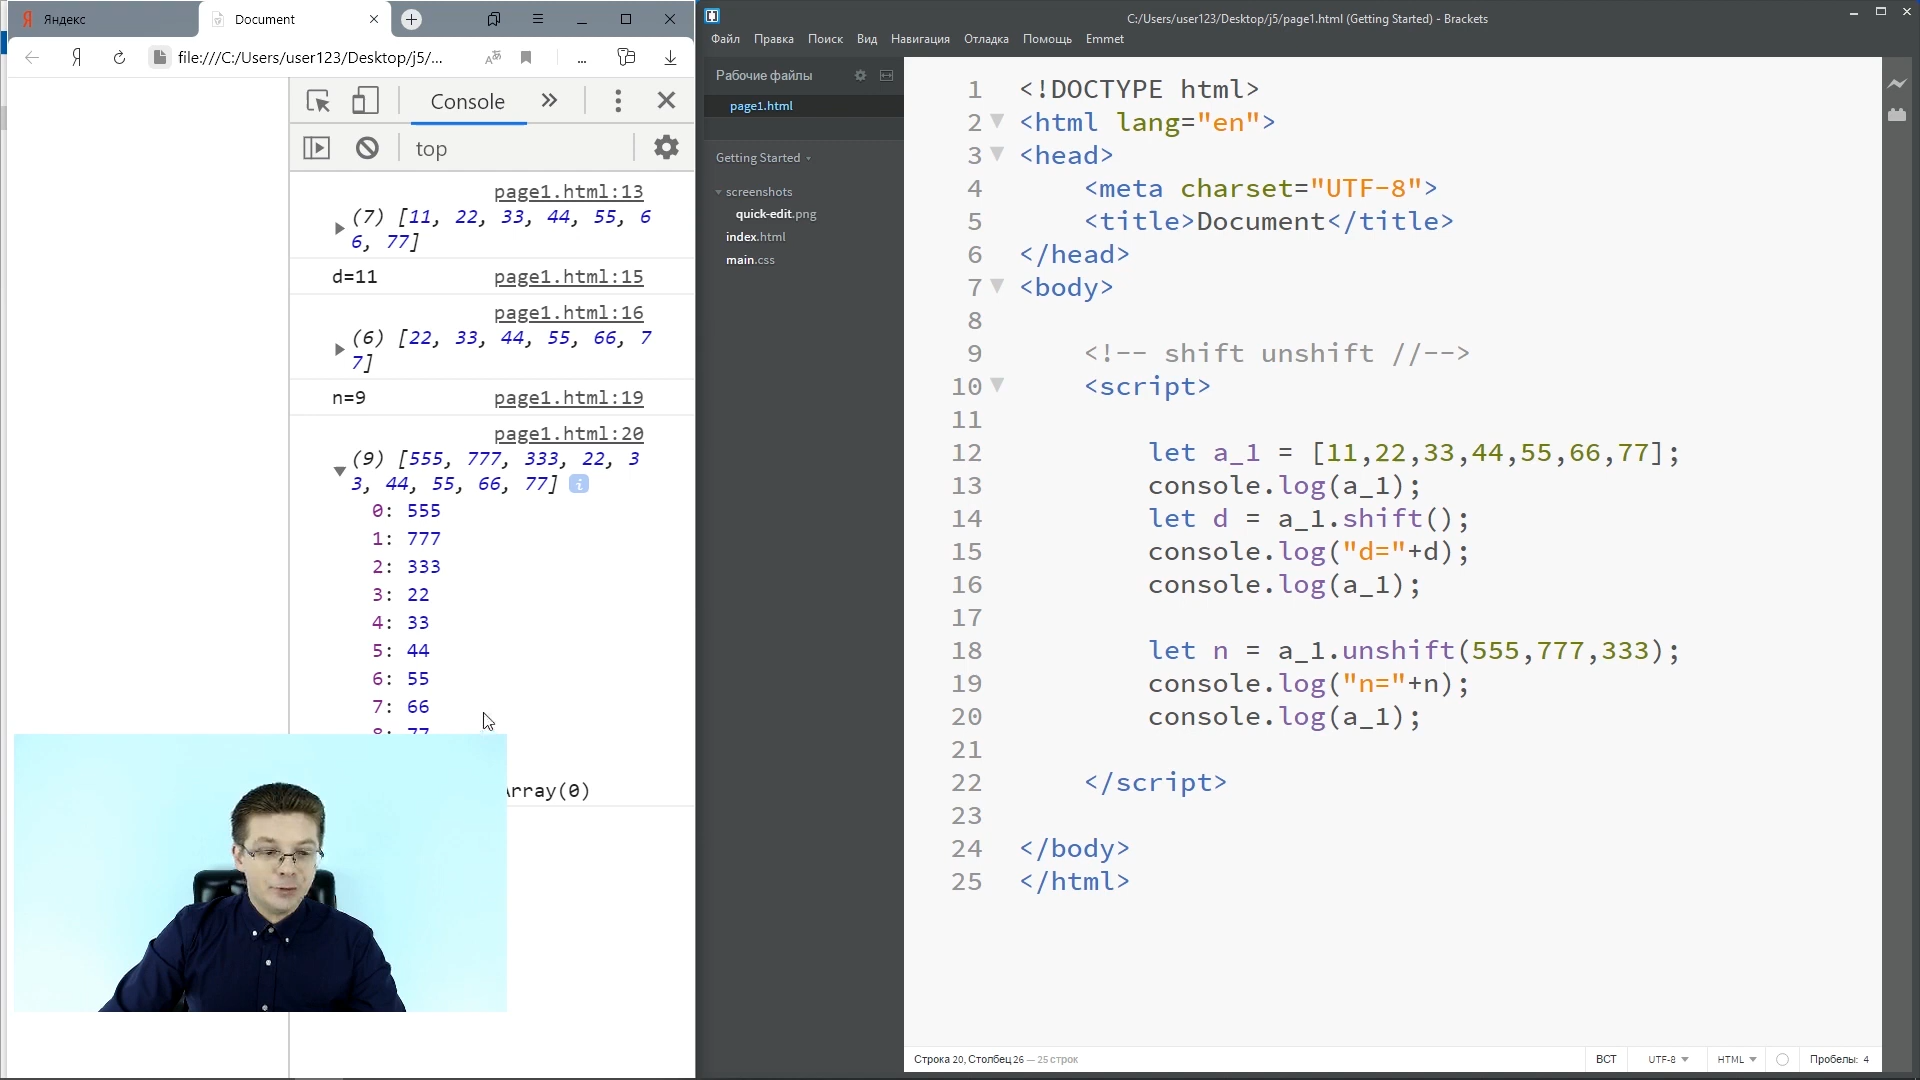 Яндекс
Document
file:///C:/Users/user123/Desktop/j5/...
Console
top
page1.html:13
(7) [11, 22, 33, 44, 55, 6
6, 77]
d=11 page1.html:15
page1.html:16
(6) [22, 33, 44, 55, 66, 7
7]
n=9 page1.html:19
page1.html:20
(9) [555, 777, 333, 22, 3
3, 44, 55, 66, 77]
0: 555
1: 777
2: 333
3: 22
4: 33
5: 44
6: 55
7: 66
8: 77
Array(0)
C:/Users/user123/Desktop/j5/page1.html (Getting Started) - Brackets
Файл Правка Поиск Вид Навигация Отладка Помощь Emmet
Рабочие файлы
page1.html
Getting Started
screenshots
quick-edit.png
index.html
main.css
1 <!DOCTYPE html>
2 <html lang="en">
3 <head>
4 <meta charset="UTF-8">
5 <title>Document</title>
6 </head>
7 <body>
8
9 <!-- shift unshift //-->
10 <script>
11
12 let a_1 = [11,22,33,44,55,66,77];
13 console.log(a_1);
14 let d = a_1.shift();
15 console.log("d="+d);
16 console.log(a_1);
17
18 let n = a_1.unshift(555,777,333);
19 console.log("n="+n);
20 console.log(a_1);
21
22 </script>
23
24 </body>
25 </html>
Строка 20, Столбец 26 — 25 строк
ВСТ UTF-8 HTML Пробелы: 4